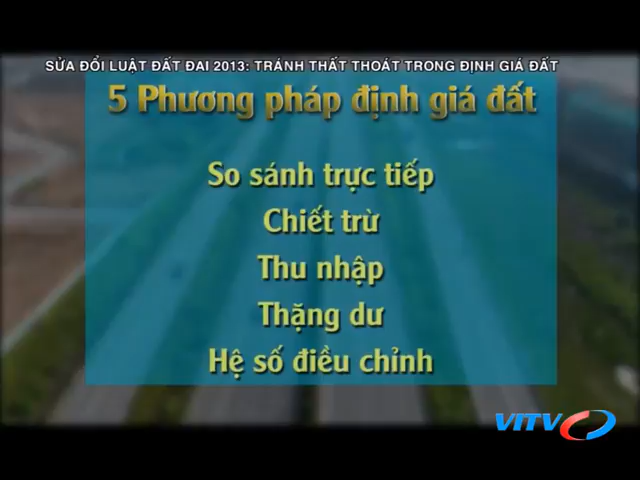 SỬA ĐỔI LUẬT ĐẤT ĐAI 2013: TRÁNH THẤT THOÁT TRONG ĐỊNH GIÁ ĐẤT
5 Phương pháp định giá đất
So sánh trực tiếp
Chiết trừ
Thu nhập
Thặng dư
Hệ số điều chỉnh
VITV